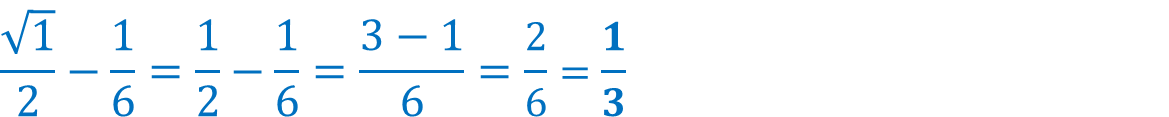 √1/2 − 1/6 = 1/2 − 1/6 = (3 − 1)/6 = 2/6 = 1/3